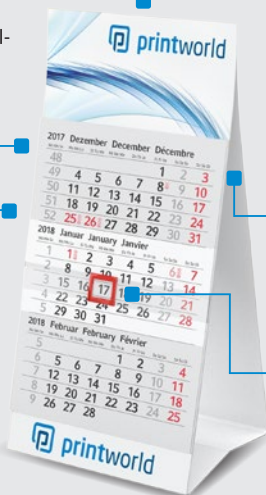 l-
printworld
2017 Dezember December Décembre
48 1 2 3
49 4 5 6 7 8 9 10
50 11 12 13 14 15 16 17
51 18 19 20 21 22 23 24
52 25 26 27 28 29 30 31
2018 Januar January Janvier
1 1 2 3 4 5 6 7
2 8 9 10 11 12 13 14
3 15 16 17 18 19 20 21
4 22 23 24 25 26 27 28
5 29 30 31
2018 Februar February Février
5 1 2 3 4
6 5 6 7 8 9 10 11
7 12 13 14 15 16 17 18
8 19 20 21 22 23 24 25
9 26 27 28
printworld